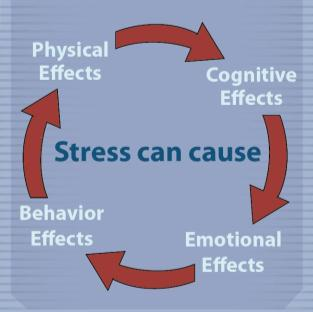 Physical
Effects
Cognitive
Effects
Stress can cause
Behavior
Effects
Emotional
Effects